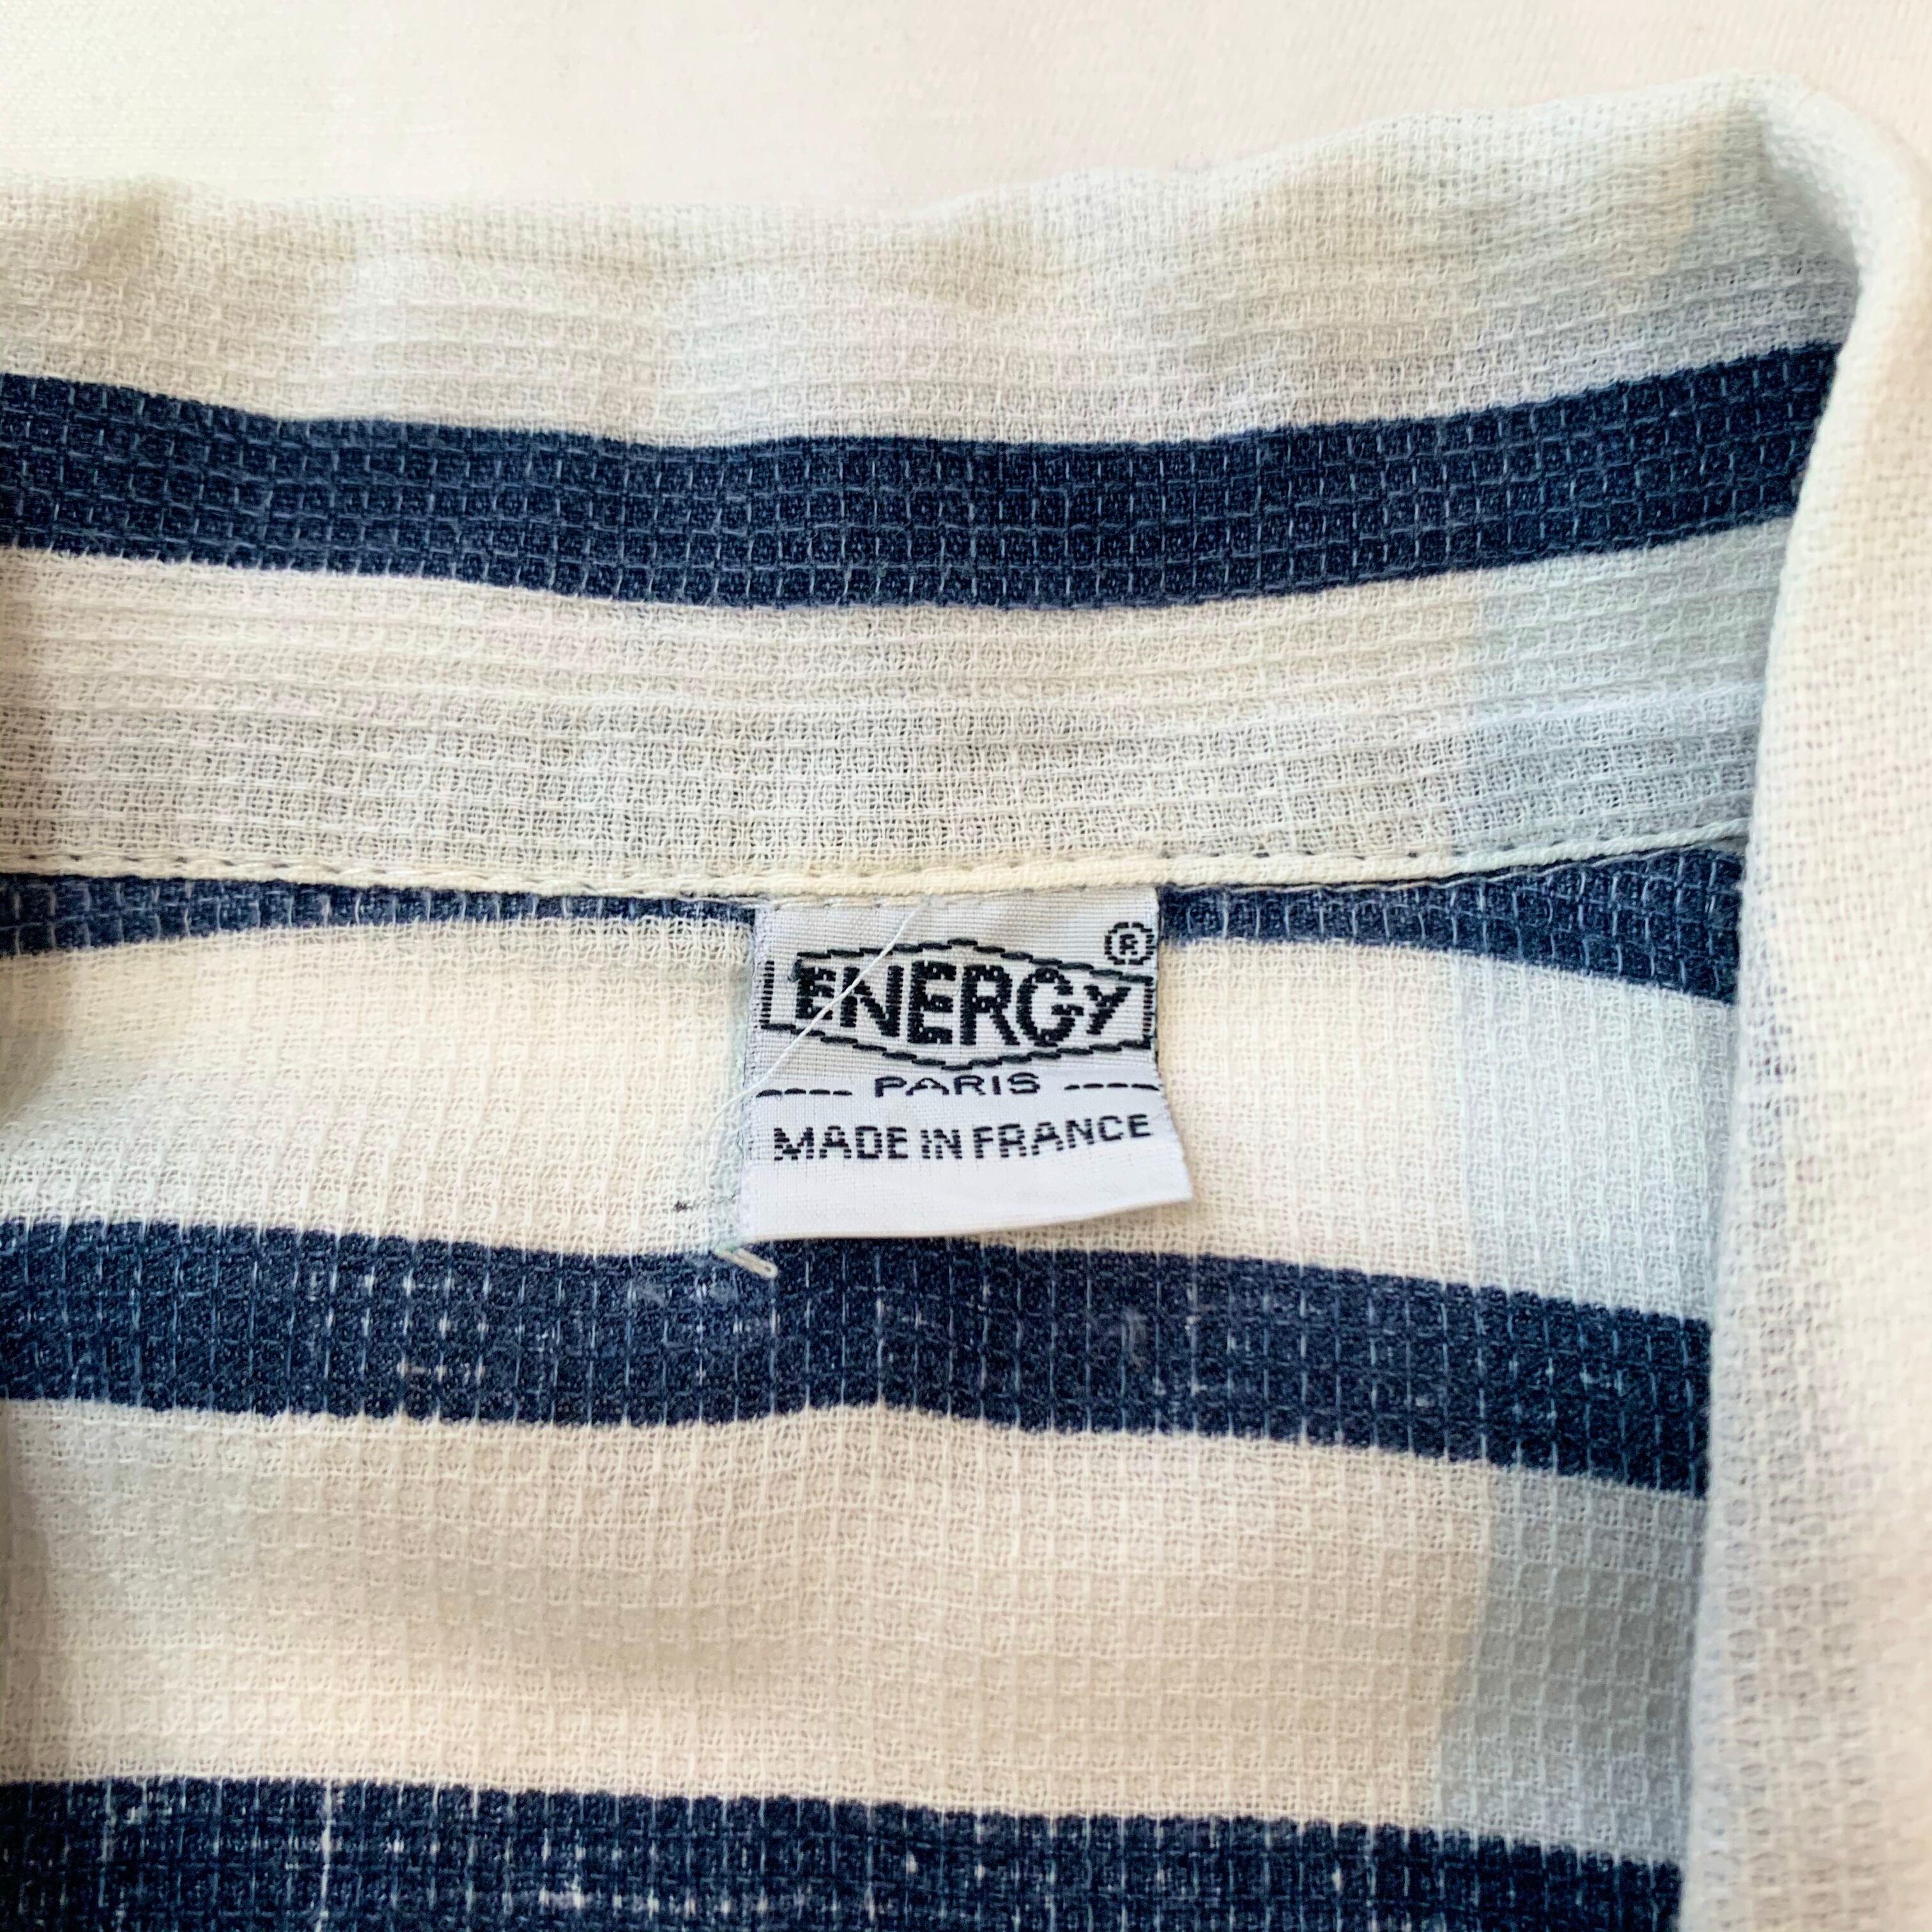 ENERGY ®
---- PARIS ----
MADE IN FRANCE